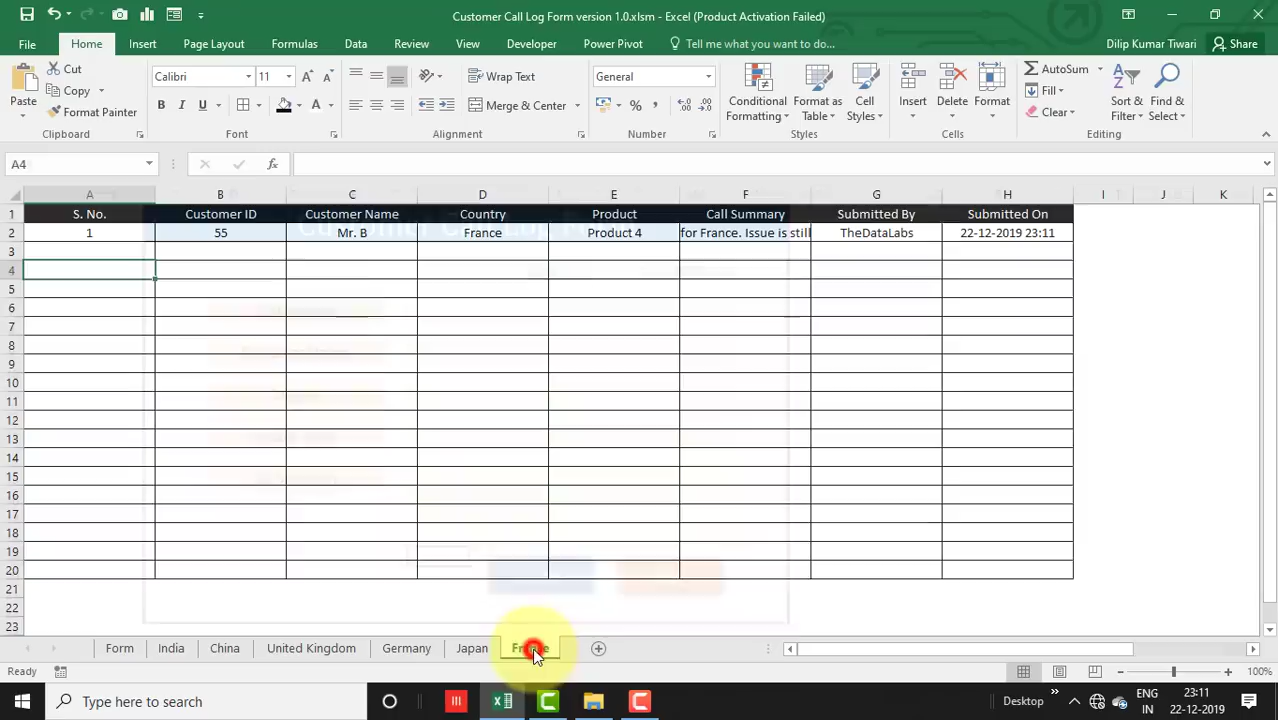 Customer Call Log Form version 1.0.xlsm - Excel (Product Activation Failed)
File Home Insert Page Layout Formulas Data Review View Developer Power Pivot Tell me what you want to do... Dilip Kumar Tiwari Share
Cut
Copy
Format Painter
Paste
Calibri 11
B I U
Wrap Text
Merge & Center
General
Conditional Formatting
Format as Table
Cell Styles
Insert Delete Format
AutoSum
Fill
Clear
Sort & Filter
Find & Select
Clipboard Font Alignment Number Styles Cells Editing
A4 fx
A B C D E F G H I J K
1 S. No. Customer ID Customer Name Country Product Call Summary Submitted By Submitted On
2 1 55 Mr. B France Product 4 for France. Issue is still TheDataLabs 22-12-2019 23:11
3
4
5
6
7
8
9
10
11
12
13
14
15
16
17
18
19
20
21
22
23
Form India China United Kingdom Germany Japan
Ready 100%
Type here to search Desktop ENG IN 23:11 22-12-2019